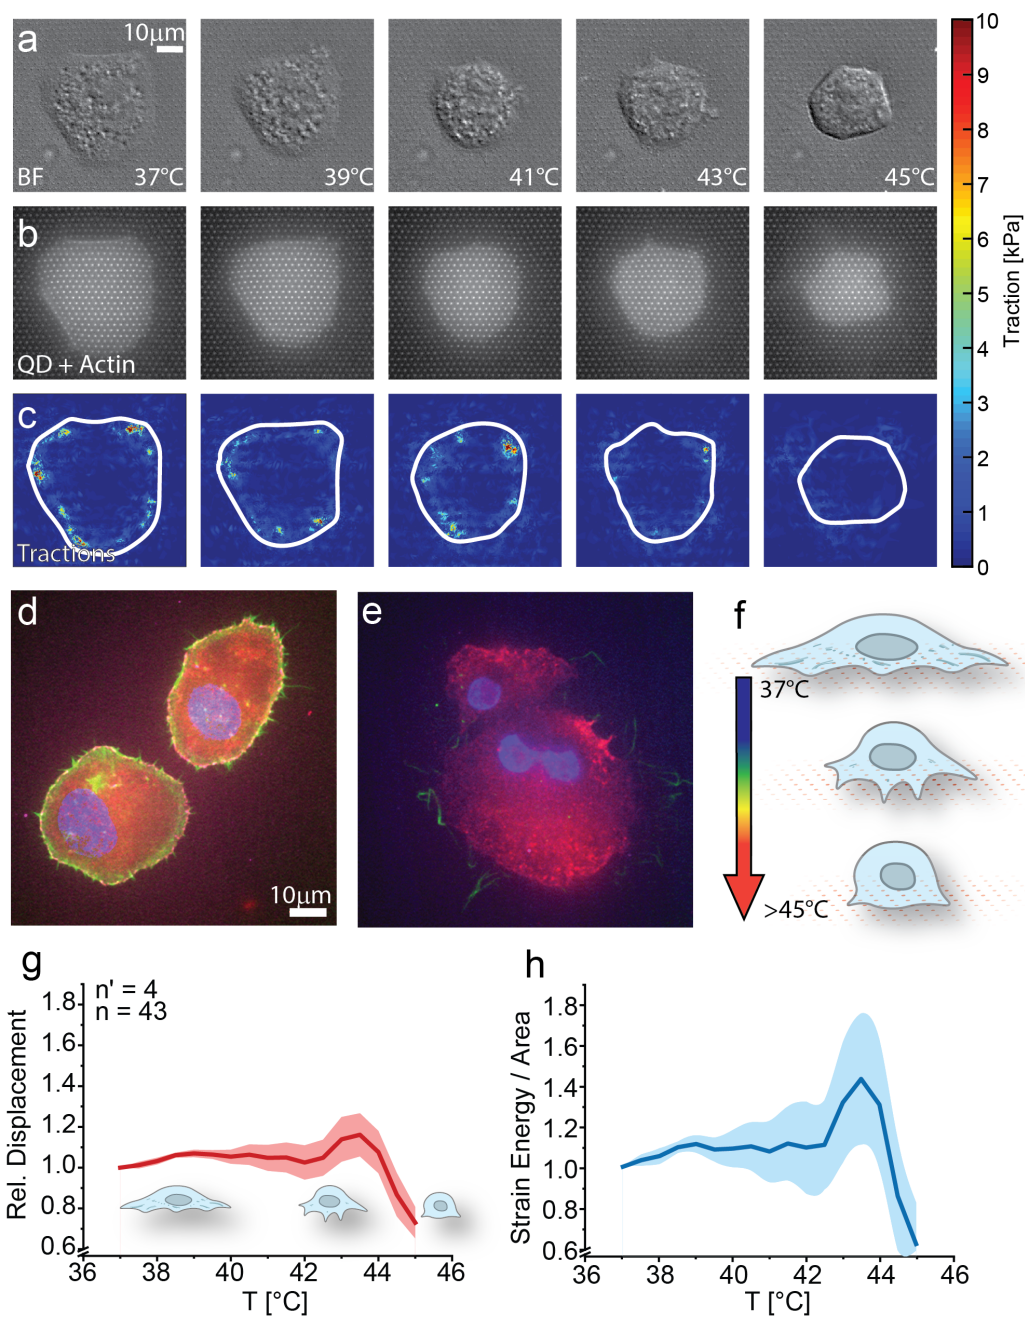 a
10µm
BF
37°C
39°C
41°C
43°C
45°C
b
QD + Actin
c
Tractions
10
9
8
7
6
5
4
3
2
1
0
Traction [kPa]
d
10µm
e
f
37°C
>45°C
g
n' = 4
n = 43
1.8
1.6
1.4
1.2
1.0
0.8
0.6
Rel. Displacement
36
38
40
42
44
46
T [°C]
h
1.8
1.6
1.4
1.2
1.0
0.8
0.6
Strain Energy / Area
36
38
40
42
44
46
T [°C]